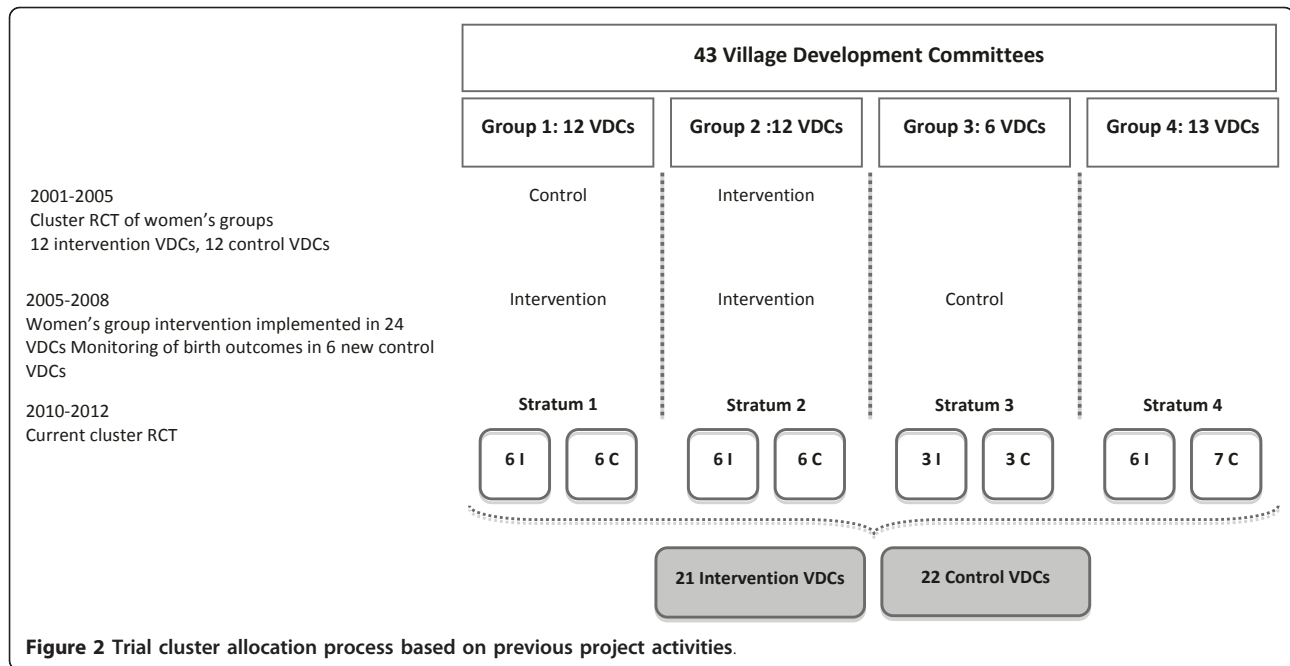 43 Village Development Committees
Group 1: 12 VDCs
Group 2 :12 VDCs
Group 3: 6 VDCs
Group 4: 13 VDCs
2001-2005
Cluster RCT of women's groups
12 intervention VDCs, 12 control VDCs
Control
Intervention
2005-2008
Women's group intervention implemented in 24
VDCs Monitoring of birth outcomes in 6 new control
VDCs
Intervention
Intervention
Control
2010-2012
Current cluster RCT
Stratum 1
Stratum 2
Stratum 3
Stratum 4
6 I
6 C
6 I
6 C
3 I
3 C
6 I
7 C
21 Intervention VDCs
22 Control VDCs
Figure 2 Trial cluster allocation process based on previous project activities.